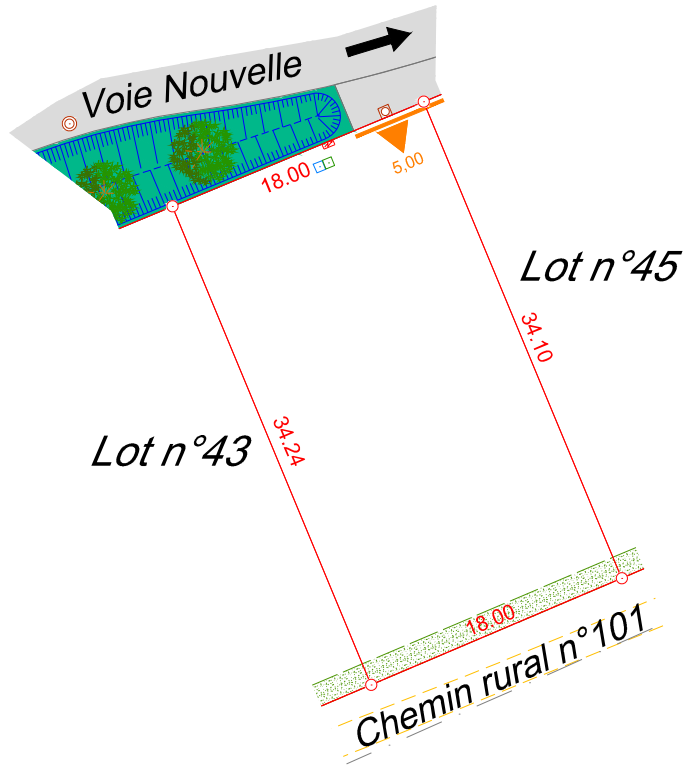 Voie Nouvelle
18.00
5,00
Lot n°45
34.10
Lot n°43
34.24
18.00
Chemin rural n°101